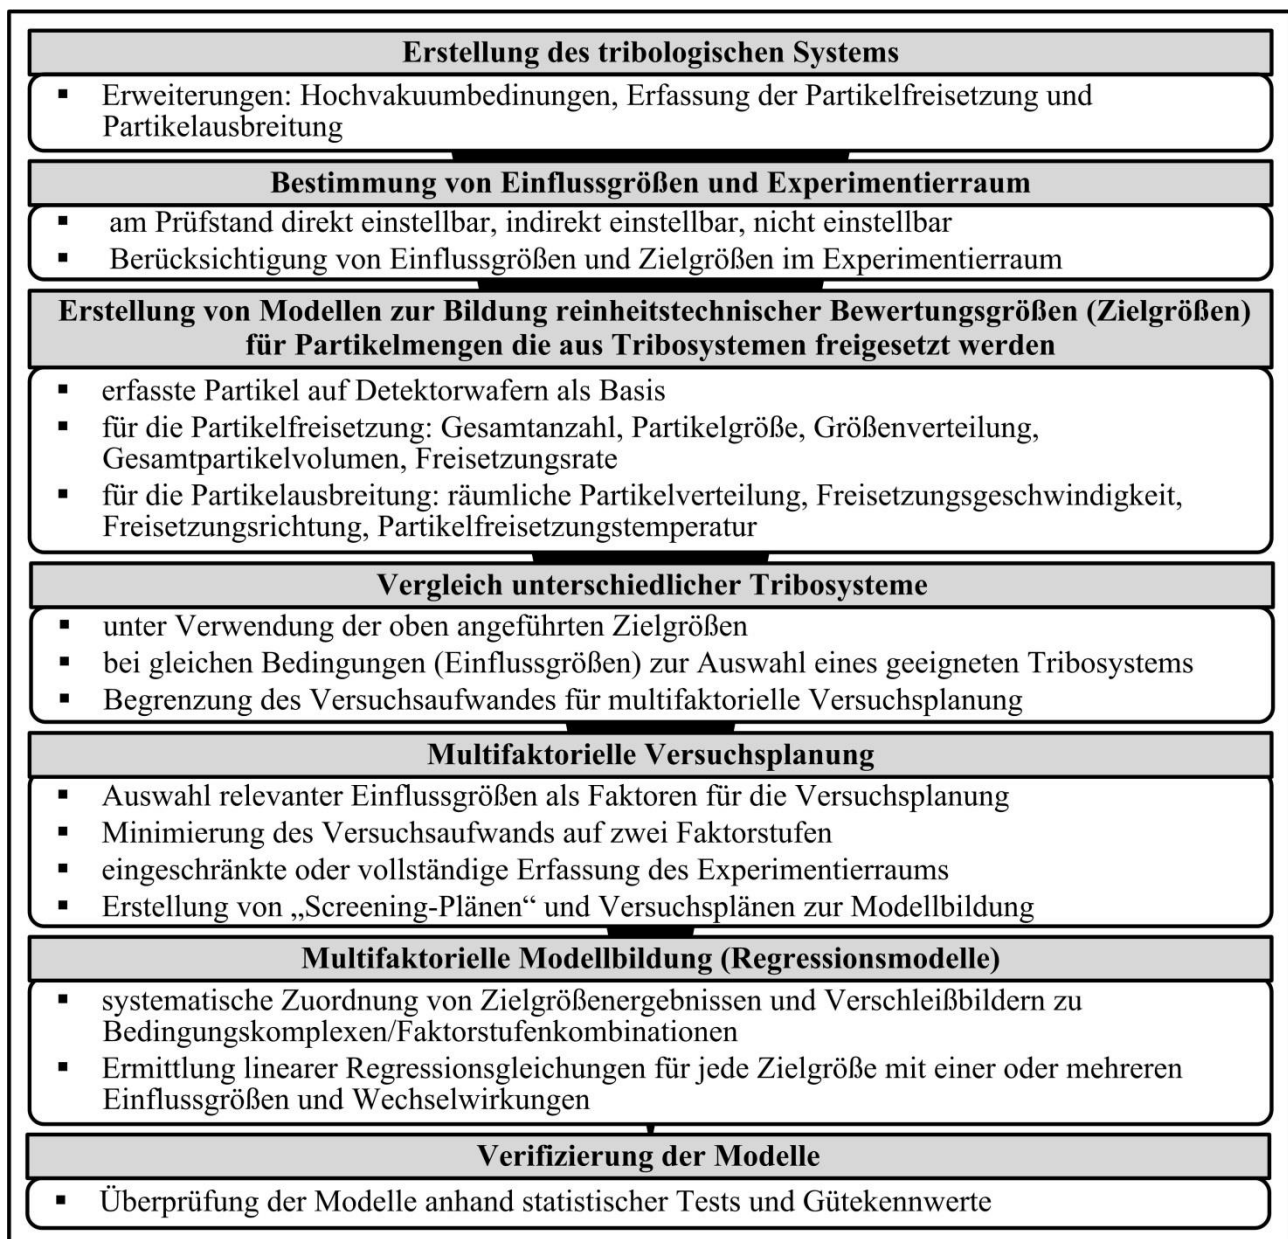 Erstellung des tribologischen Systems
▪ Erweiterungen: Hochvakuumbedinungen, Erfassung der Partikelfreisetzung und
Partikelausbreitung
Bestimmung von Einflussgrößen und Experimentierraum
▪ am Prüfstand direkt einstellbar, indirekt einstellbar, nicht einstellbar
▪ Berücksichtigung von Einflussgrößen und Zielgrößen im Experimentierraum
Erstellung von Modellen zur Bildung reinheitstechnischer Bewertungsgrößen (Zielgrößen)
für Partikelmengen die aus Tribosystemen freigesetzt werden
▪ erfasste Partikel auf Detektorwafern als Basis
▪ für die Partikelfreisetzung: Gesamtanzahl, Partikelgröße, Größenverteilung,
Gesamtpartikelvolumen, Freisetzungsrate
▪ für die Partikelausbreitung: räumliche Partikelverteilung, Freisetzungsgeschwindigkeit,
Freisetzungsrichtung, Partikelfreisetzungstemperatur
Vergleich unterschiedlicher Tribosysteme
▪ unter Verwendung der oben angeführten Zielgrößen
▪ bei gleichen Bedingungen (Einflussgrößen) zur Auswahl eines geeigneten Tribosystems
▪ Begrenzung des Versuchsaufwandes für multifaktorielle Versuchsplanung
Multifaktorielle Versuchsplanung
▪ Auswahl relevanter Einflussgrößen als Faktoren für die Versuchsplanung
▪ Minimierung des Versuchsaufwands auf zwei Faktorstufen
▪ eingeschränkte oder vollständige Erfassung des Experimentierraums
▪ Erstellung von „Screening-Plänen“ und Versuchsplänen zur Modellbildung
Multifaktorielle Modellbildung (Regressionsmodelle)
▪ systematische Zuordnung von Zielgrößenergebnissen und Verschleißbildern zu
Bedingungskomplexen/Faktorstufenkombinationen
▪ Ermittlung linearer Regressionsgleichungen für jede Zielgröße mit einer oder mehreren
Einflussgrößen und Wechselwirkungen
Verifizierung der Modelle
▪ Überprüfung der Modelle anhand statistischer Tests und Gütekennwerte